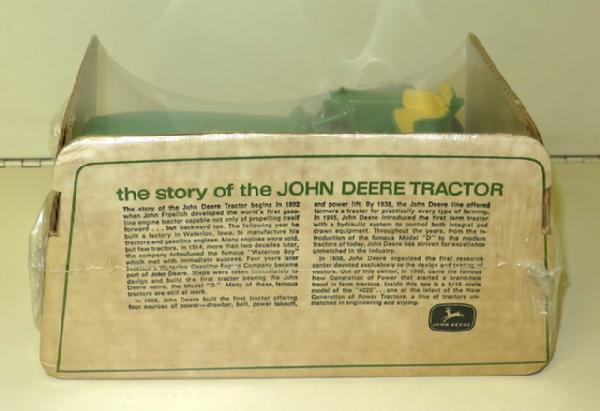 the story of the JOHN DEERE TRACTOR
The story of the John Deere Tractor begins in 1892
when John Froelich developed the world's first gaso-
line engine tractor capable not only of propelling itself
forward . . . but backward too. The following year he
built a factory in Waterloo, Iowa, to manufacture his
tractors and gasoline engines. Many engines were sold,
but few tractors. In 1914, more than two decades later,
the company introduced the famous "Waterloo Boy"
which met with immediate success. Four years later
Waterloo Gasoline Engine Company became
part of John Deere. Steps were taken immediately to
design and build the first tractor bearing the John
Deere name, the Model "D." Many of these famous
tractors are still at work.
In 1928, John Deere built the first tractor offering
four sources of power—drawbar, belt, power takeoff,
and power lift. By 1938, the John Deere line offered
farmers a tractor for practically every type of farming.
In 1945, John Deere introduced the first farm tractor
with a hydraulic system to control both integral and
drawn equipment. Throughout the years, from the in-
troduction of the famous Model "D" to the modern
tractors of today, John Deere has striven for excellence
unmatched in the industry.
In 1956, John Deere organized the first research
center devoted exclusively to the design and testing of
tractors. Out of this center, in 1960, came the famous
New Generation of Power that started a brand-new
trend in farm tractors. Inside this box is a 1/16 scale
model of the "4020" . . . one of the latest of the New
Generation of Power Tractors, a line of tractors un-
matched in engineering and styling.
JOHN DEERE